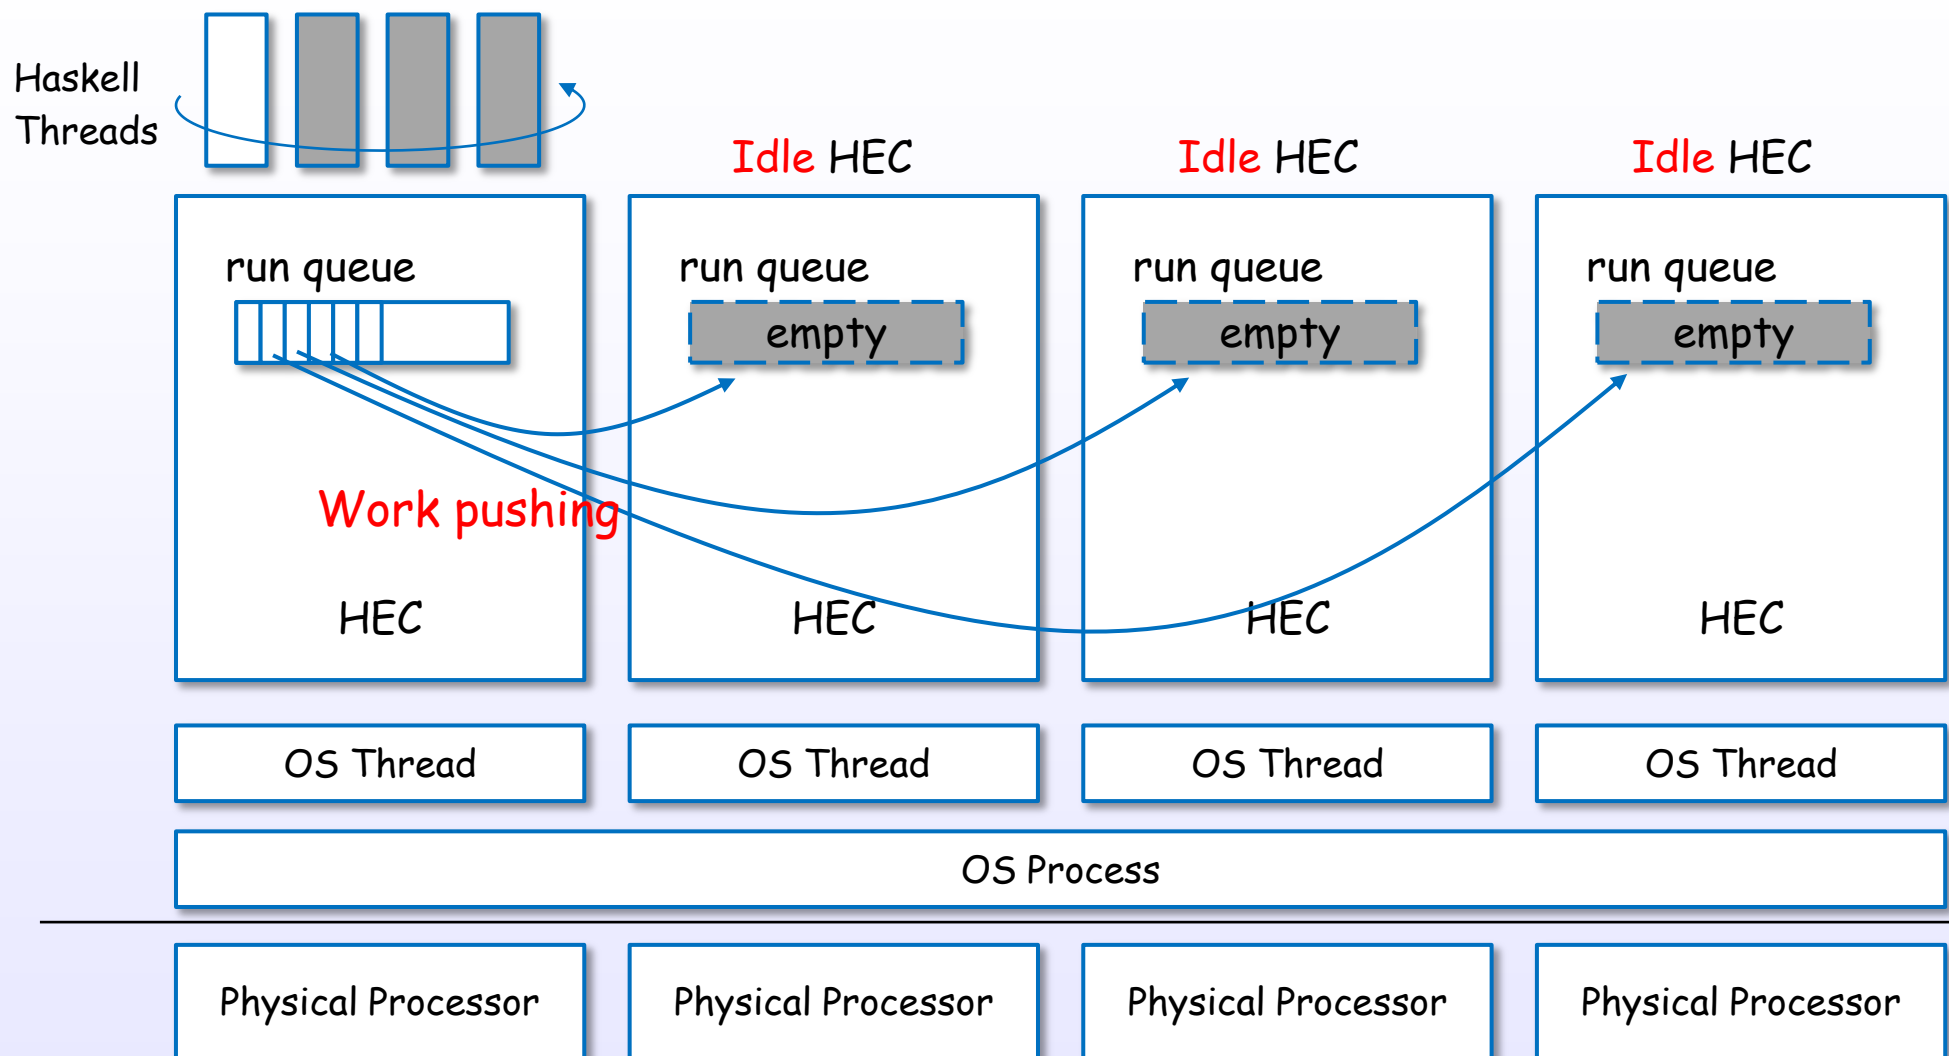 Haskell
Threads
Idle HEC
Idle HEC
Idle HEC
run queue
run queue
run queue
run queue
empty
empty
empty
Work pushing
HEC
HEC
HEC
HEC
OS Thread
OS Thread
OS Thread
OS Thread
OS Process
Physical Processor
Physical Processor
Physical Processor
Physical Processor